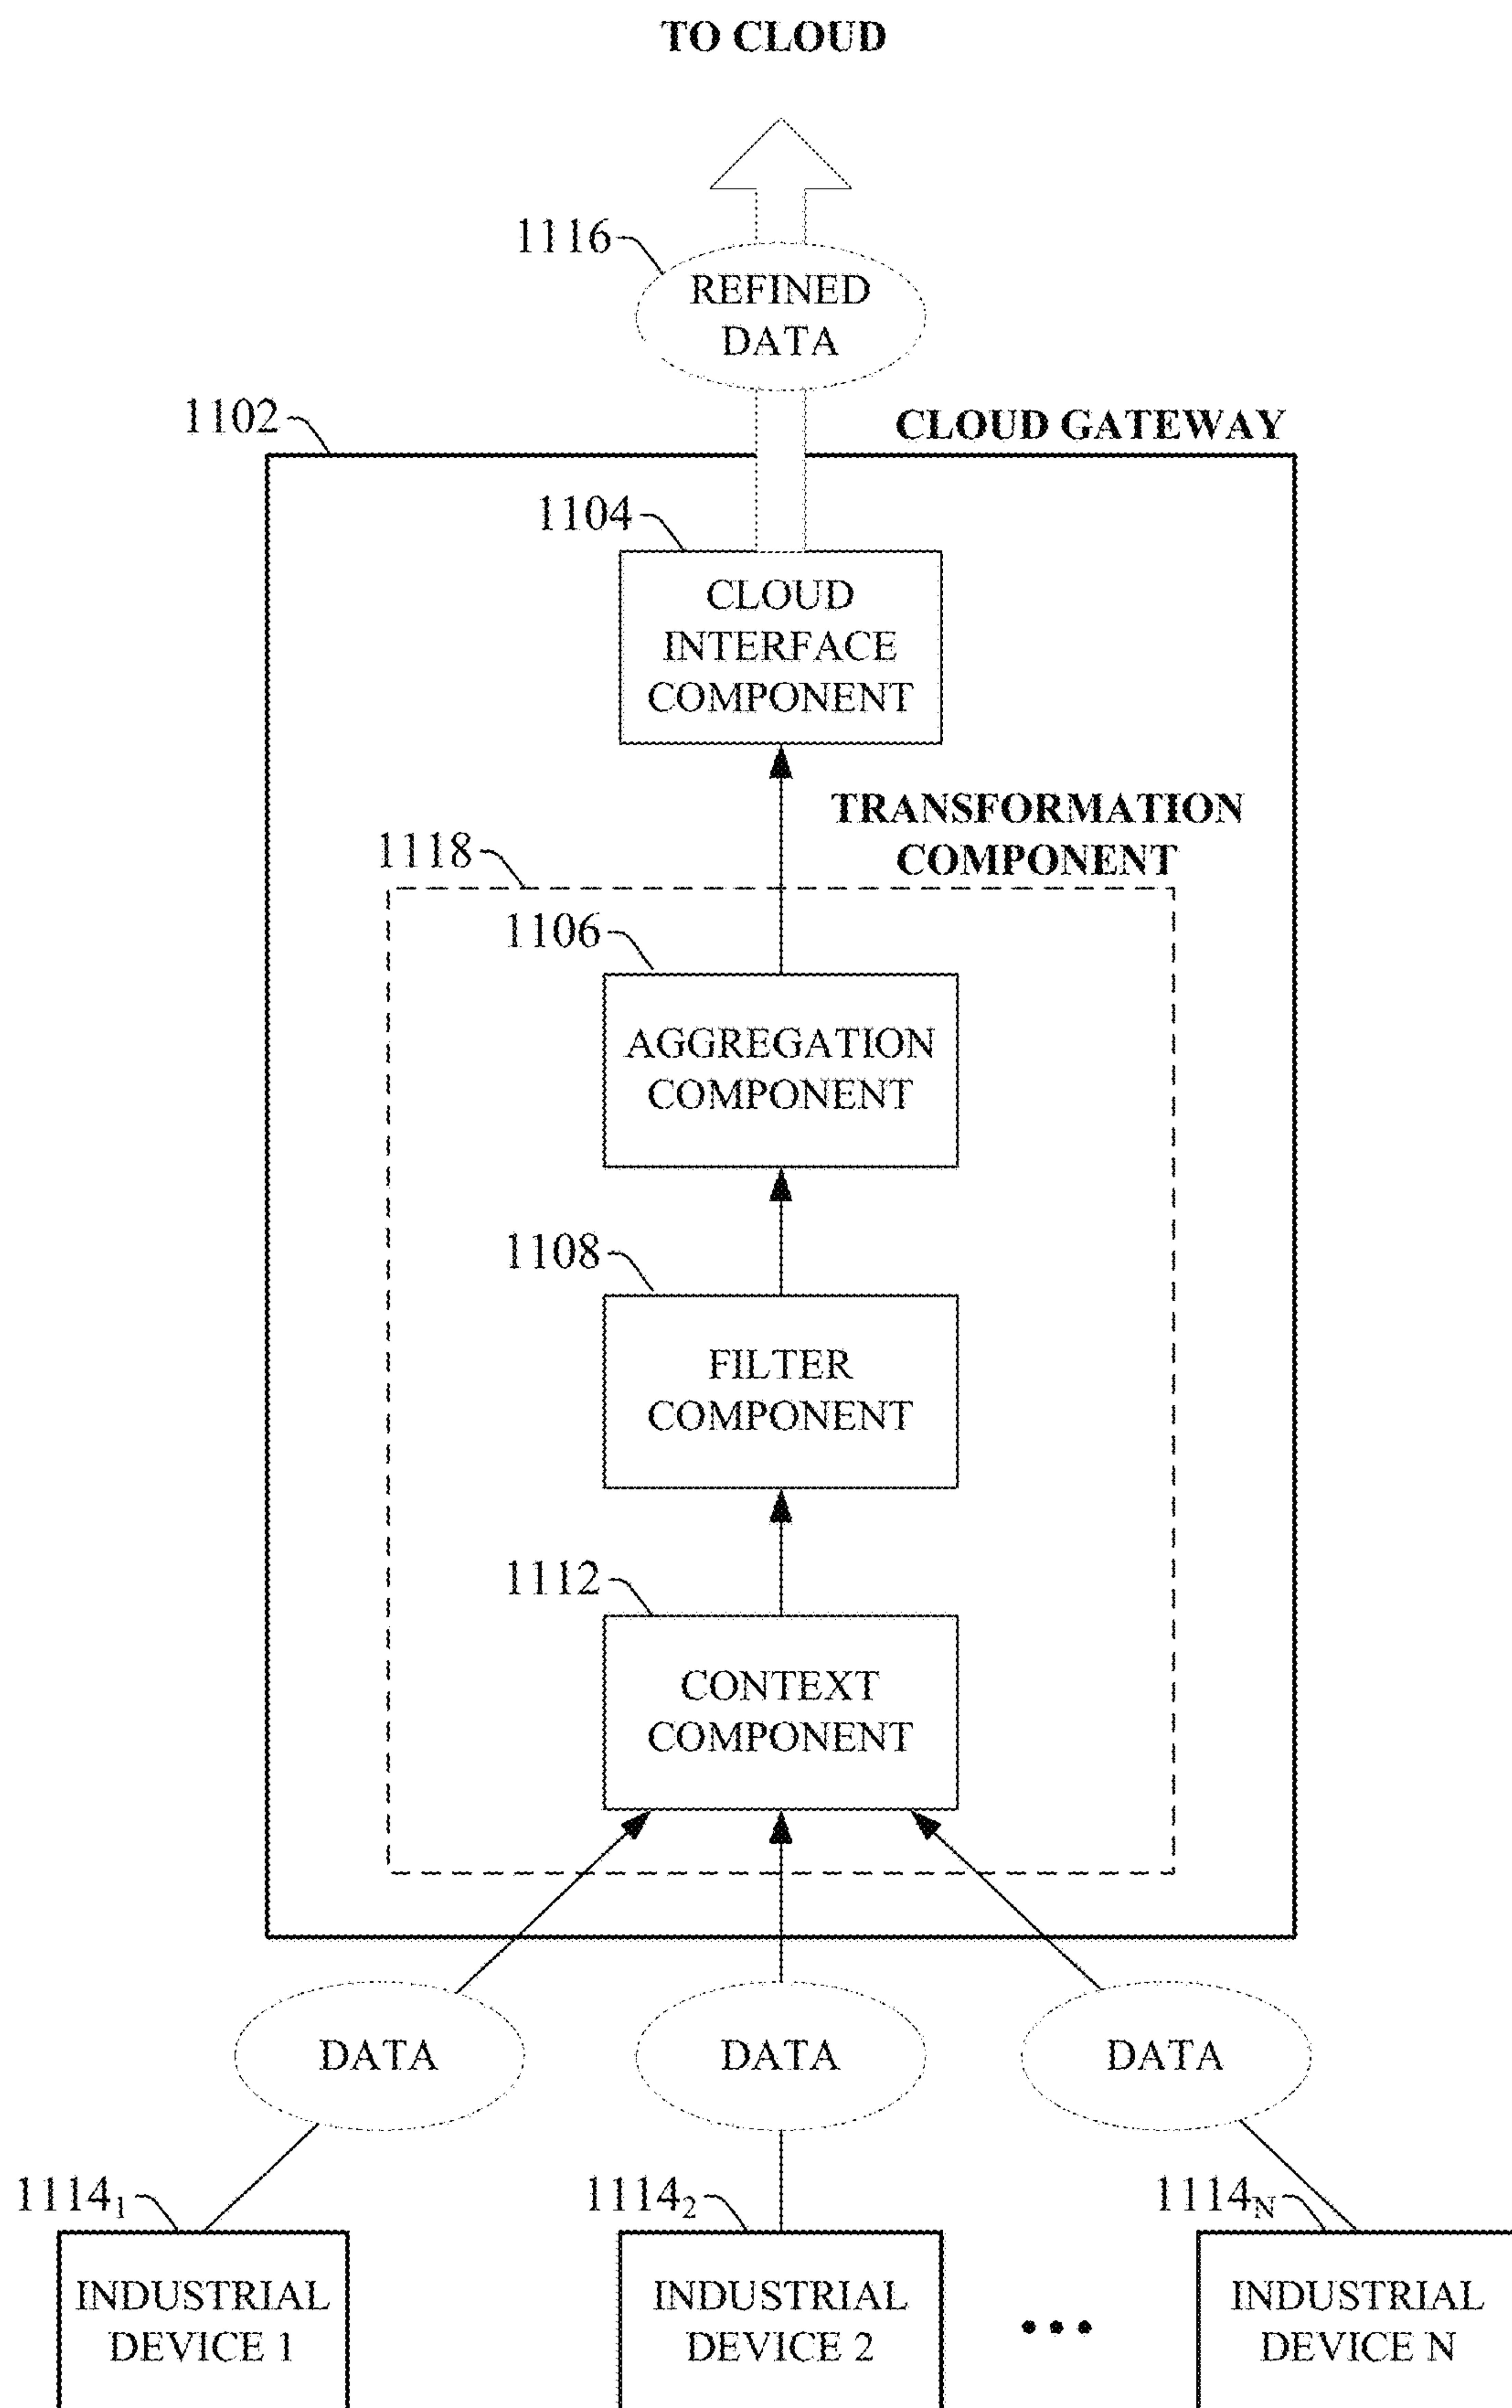 TO CLOUD
1116
REFINED
DATA
1102
CLOUD GATEWAY
1104
CLOUD
INTERFACE
COMPONENT
TRANSFORMATION
COMPONENT
1118
1106
AGGREGATION
COMPONENT
1108
FILTER
COMPONENT
1112
CONTEXT
COMPONENT
DATA
DATA
DATA
1114₁
1114₂
1114N
INDUSTRIAL
DEVICE 1
INDUSTRIAL
DEVICE 2
•••
INDUSTRIAL
DEVICE N